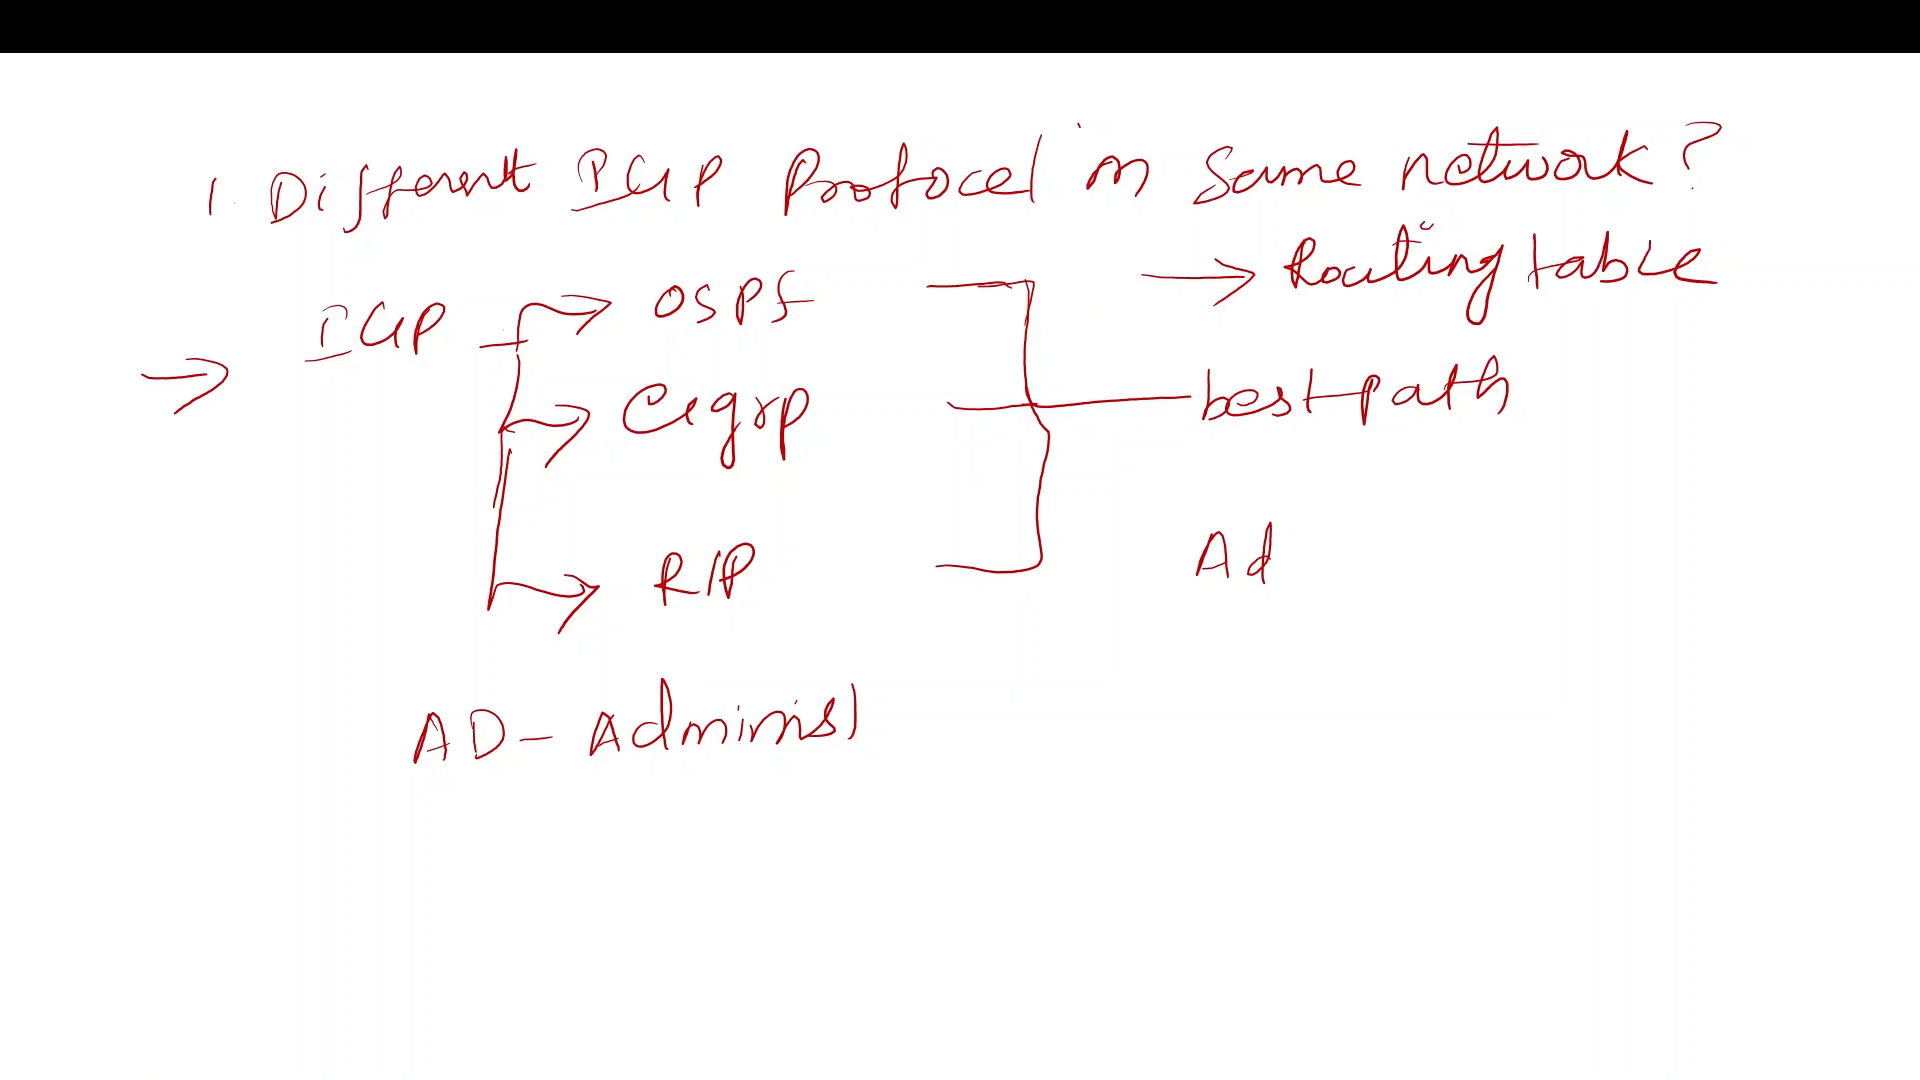 1. Different IGP Protocol in Same network?
→ Routing table
→ IGP → OSPF
→ Eigrp
best path
→ RIP
Ad
AD - Adminis